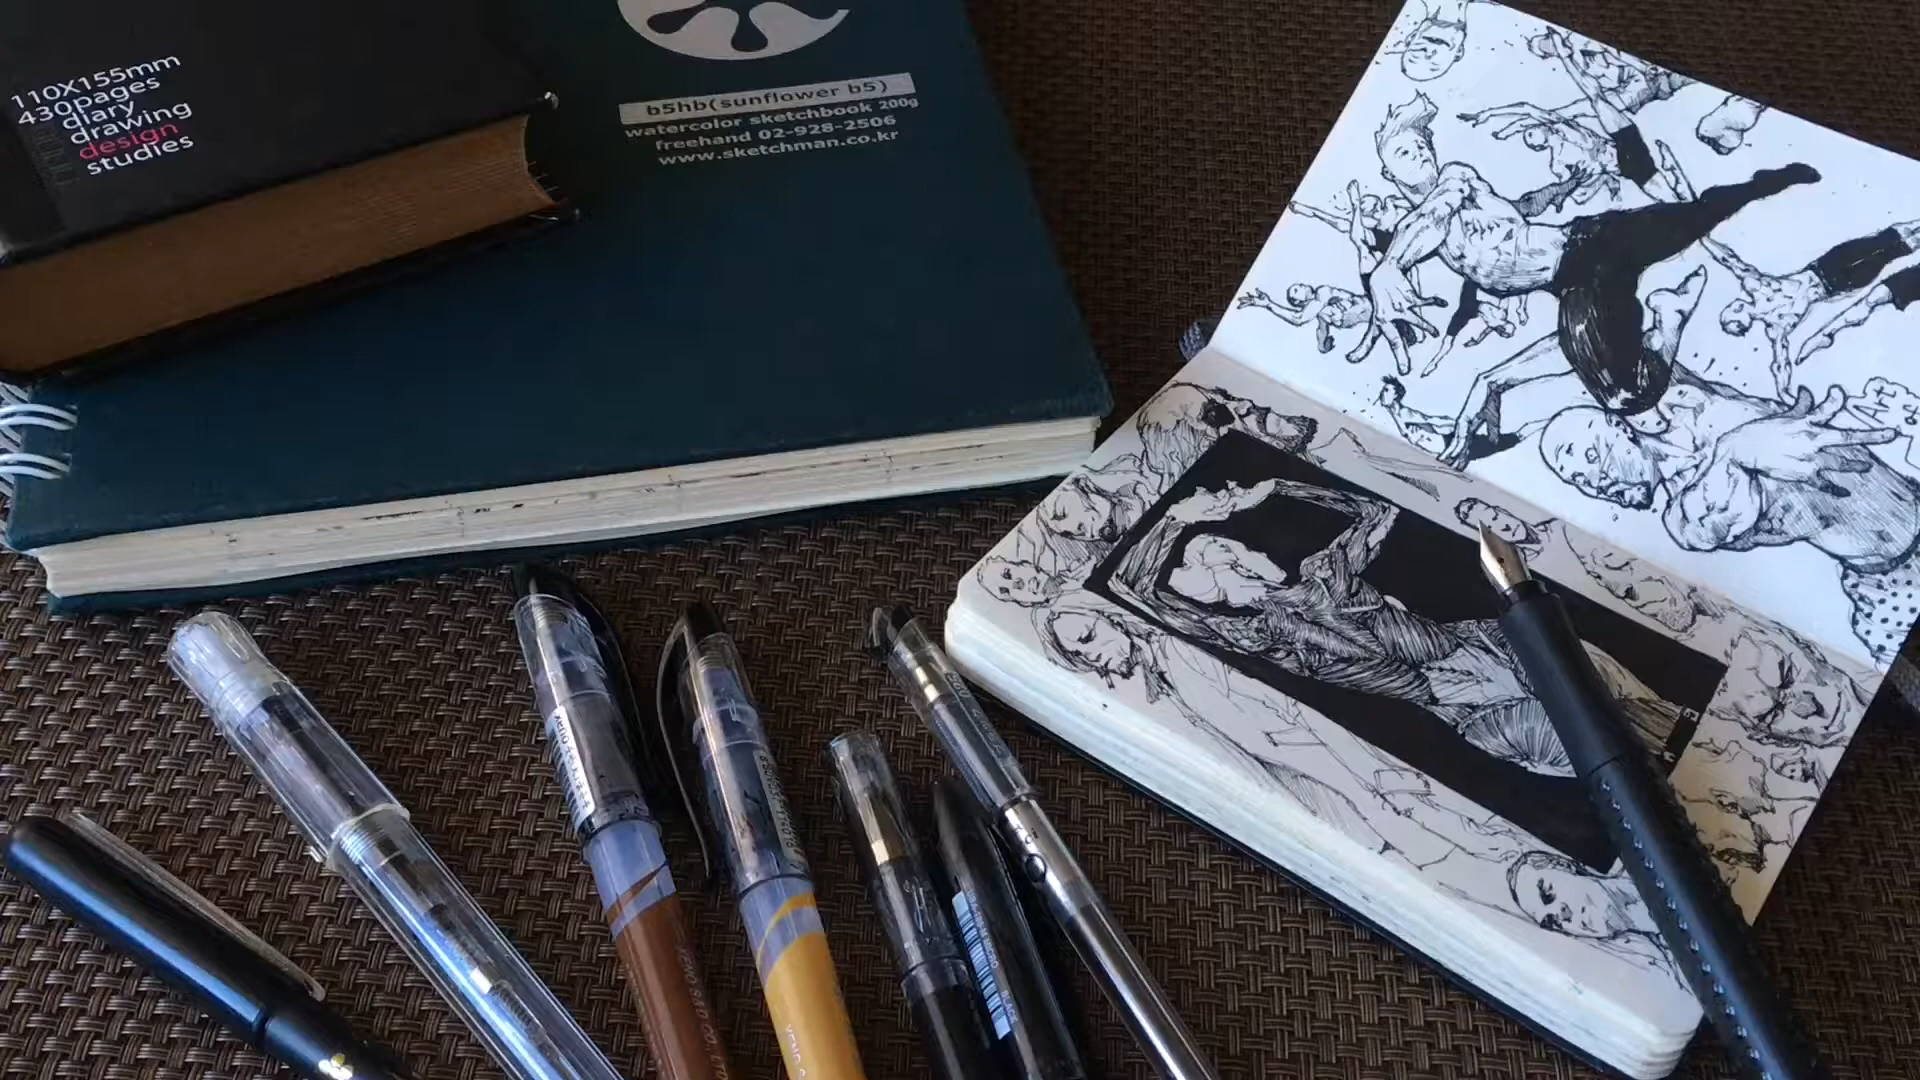 110X155mm
430pages
diary
drawing
design
studies
b5hb(sunflower b5)
watercolor sketchbook 200g
freehand 02-928-2506
www.sketchman.co.kr
BLACK